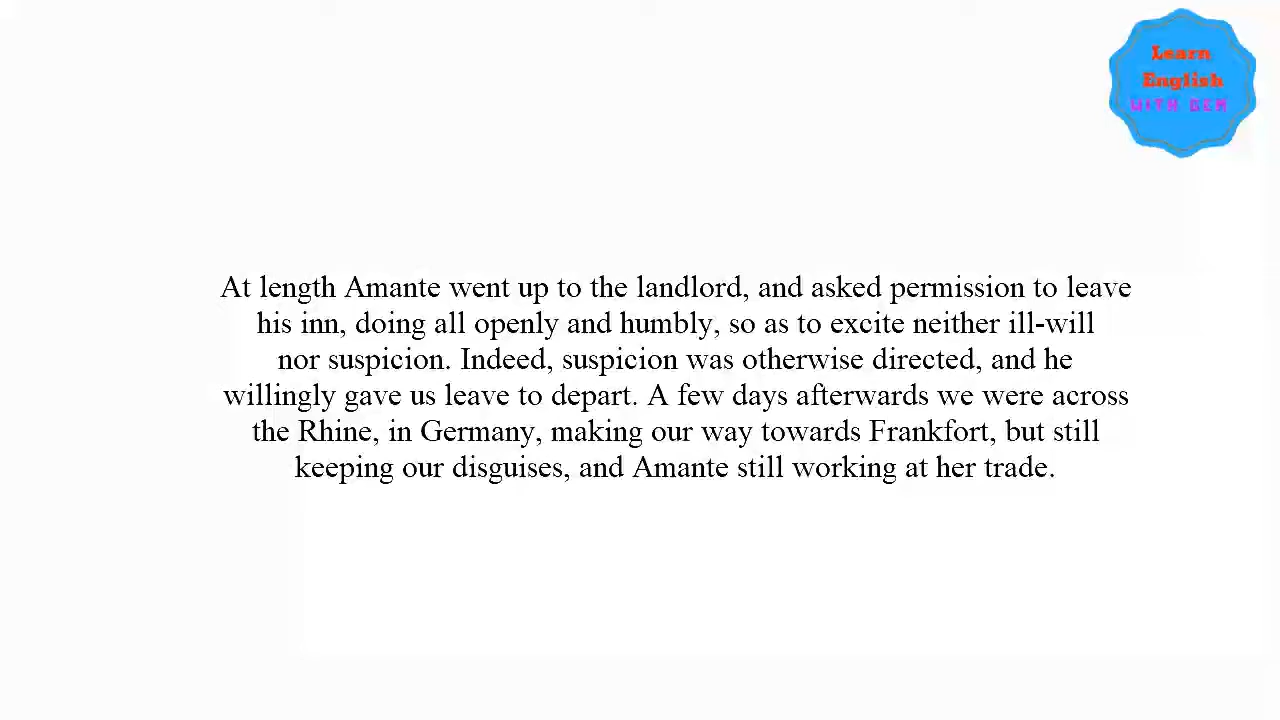 Learn
English
WITH BEN
At length Amante went up to the landlord, and asked permission to leave
his inn, doing all openly and humbly, so as to excite neither ill-will
nor suspicion. Indeed, suspicion was otherwise directed, and he
willingly gave us leave to depart. A few days afterwards we were across
the Rhine, in Germany, making our way towards Frankfort, but still
keeping our disguises, and Amante still working at her trade.